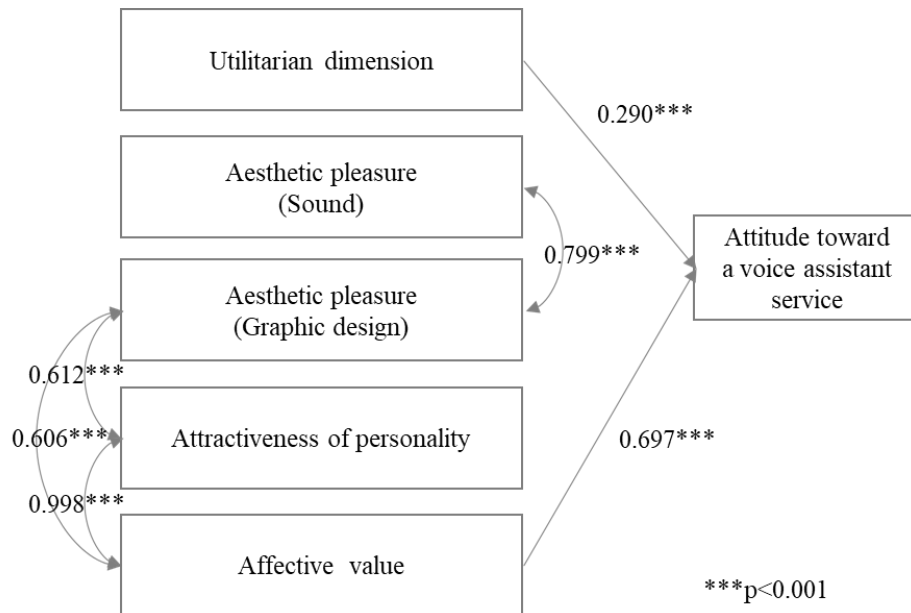 Utilitarian dimension
0.290***
Aesthetic pleasure
(Sound)
0.799***
Attitude toward
a voice assistant
service
Aesthetic pleasure
(Graphic design)
0.612***
0.606***
Attractiveness of personality
0.697***
0.998***
Affective value
***p<0.001